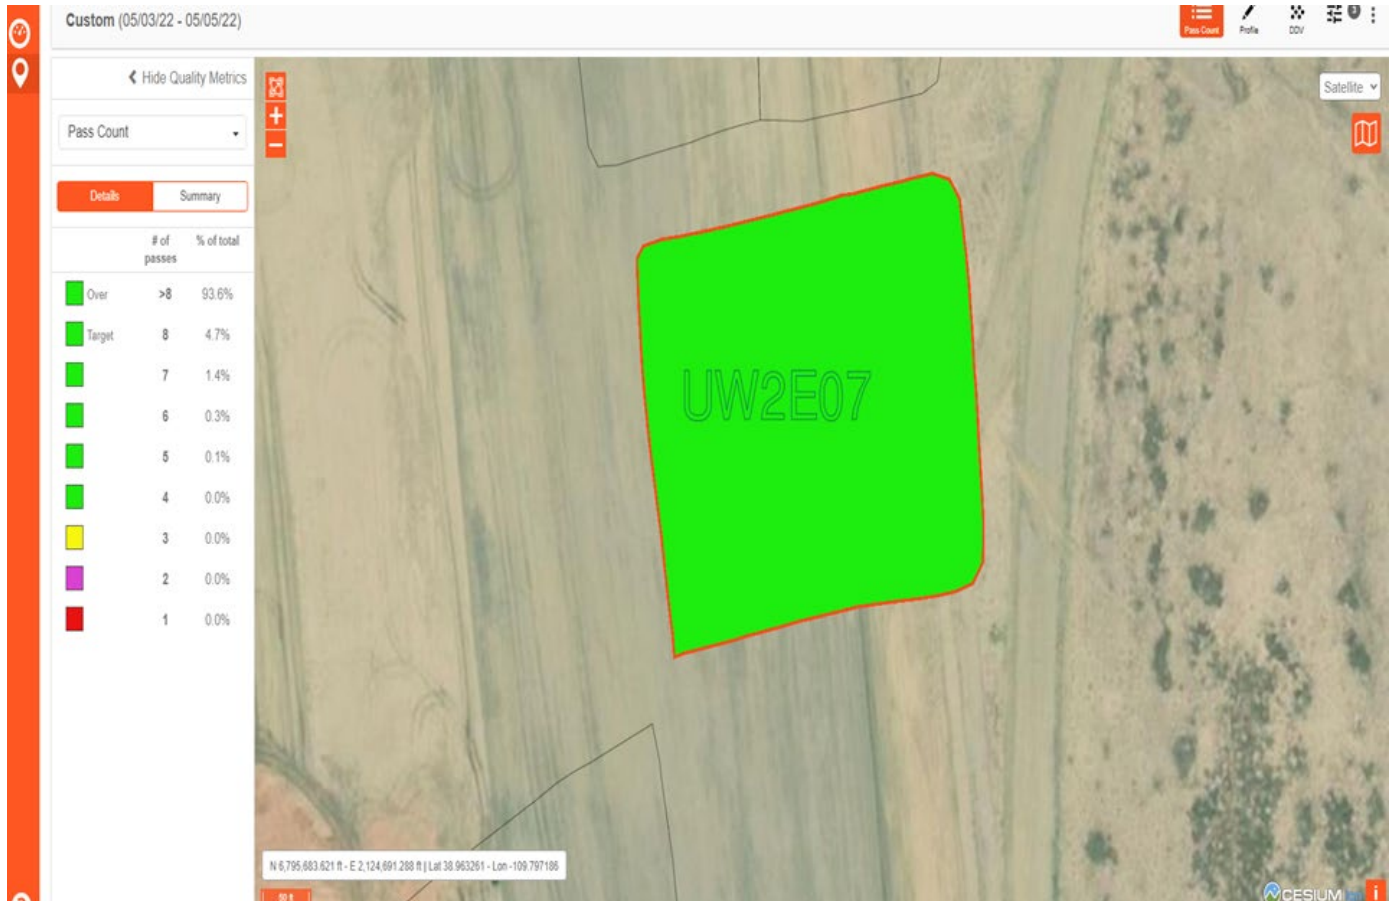 Custom (05/03/22 - 05/05/22)
Pass Count
Profile
DDV
3
Hide Quality Metrics
Satellite
Pass Count
Details Summary
# of passes % of total
Over >8 93.6%
Target 8 4.7%
7 1.4%
6 0.3%
5 0.1%
4 0.0%
3 0.0%
2 0.0%
1 0.0%
UW2E07
N 6,795,683.621 ft - E 2,124,691.288 ft | Lat 38.963261 - Lon -109.797186
CESIUM
i